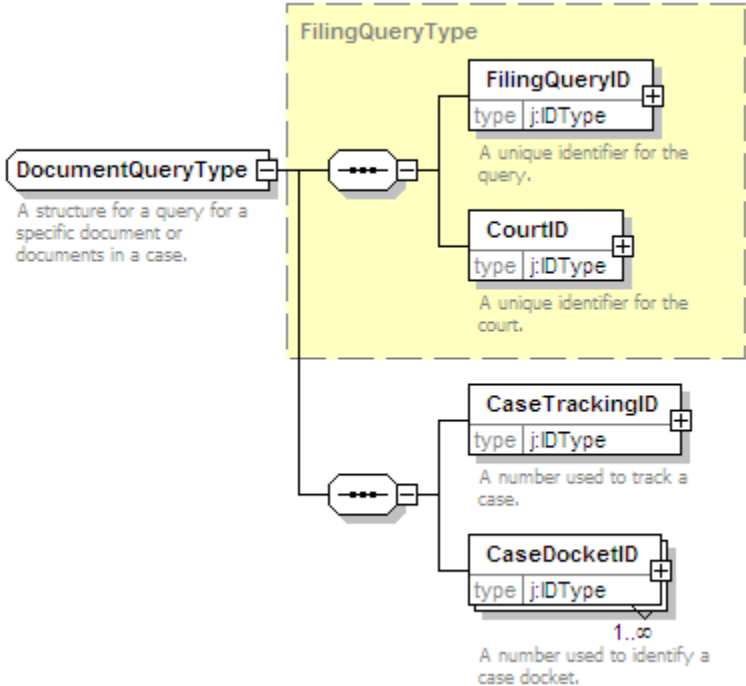 FilingQueryType
FilingQueryID
type j:IDType
A unique identifier for the
query.
DocumentQueryType
A structure for a query for a
specific document or
documents in a case.
CourtID
type j:IDType
A unique identifier for the
court.
CaseTrackingID
type j:IDType
A number used to track a
case.
CaseDocketID
type j:IDType
1..∞
A number used to identify a
case docket.